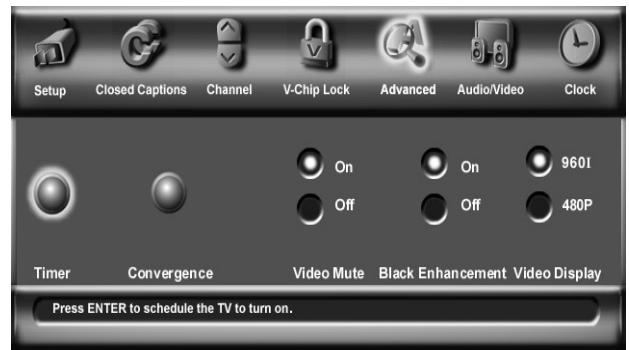 Setup Closed Captions Channel V-Chip Lock Advanced Audio/Video Clock
On On 960I
Off Off 480P
Timer Convergence Video Mute Black Enhancement Video Display
Press ENTER to schedule the TV to turn on.